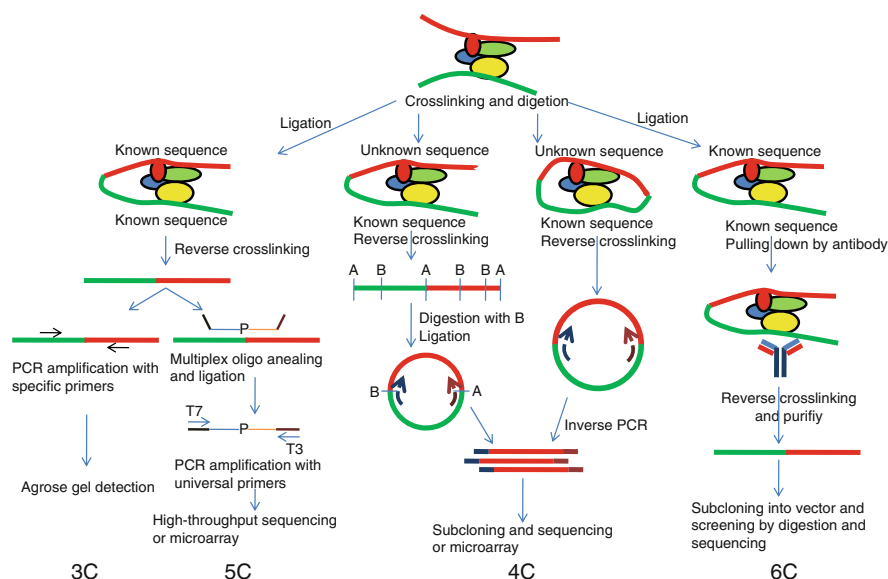 Crosslinking and digetion
Ligation
Ligation
Known sequence
Unknown sequence
Unknown sequence
Known sequence
Known sequence
Known sequence
Reverse crosslinking
Known sequence
Reverse crosslinking
Known sequence
Pulling down by antibody
Reverse crosslinking
A B A B B A
P
Digestion with B
Ligation
PCR amplification with
specific primers
Multiplex oligo anealing
and ligation
B A
T7
P
T3
Inverse PCR
Reverse crosslinking
and purifiy
PCR amplification with
universal primers
Agrose gel detection
High-throughput sequencing
or microarray
Subcloning and sequencing
or microarray
Subcloning into vector and
screening by digestion and
sequencing
3C
5C
4C
6C